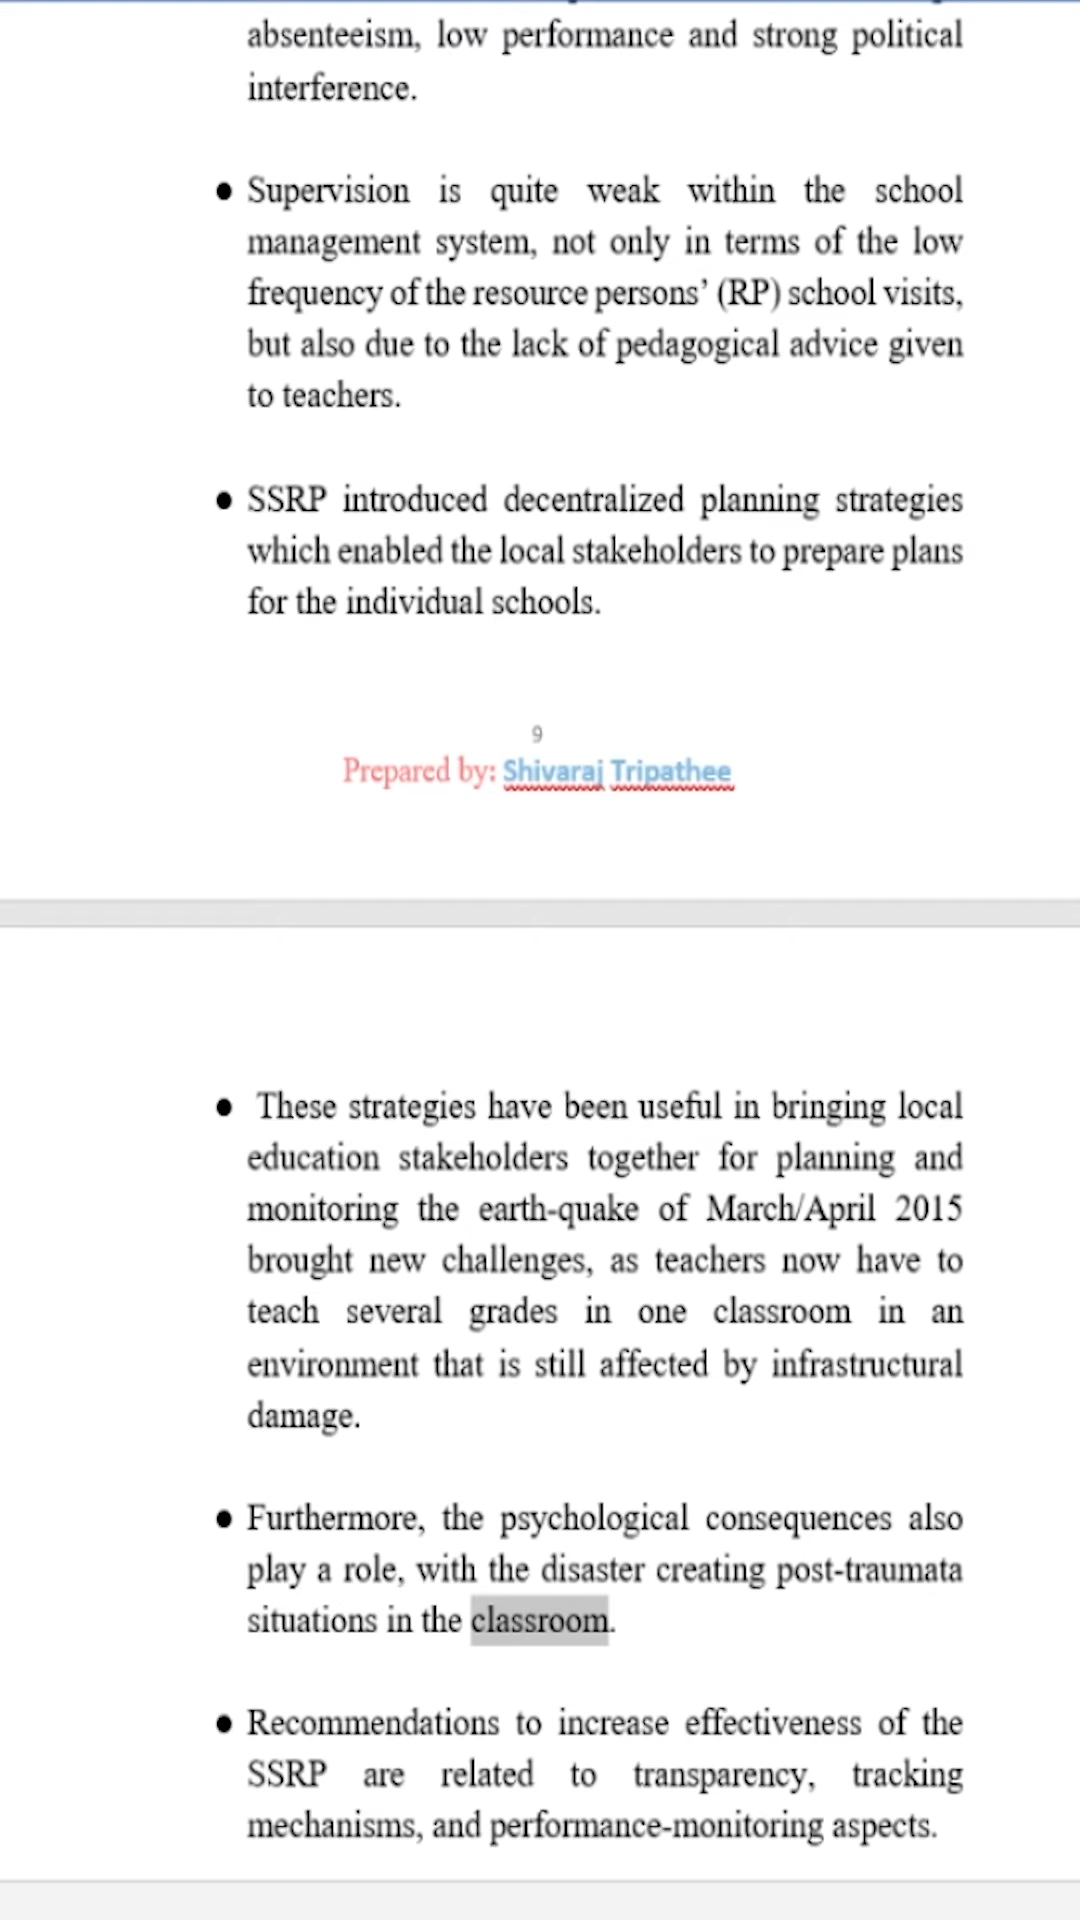 absenteeism, low performance and strong political
interference.
● Supervision is quite weak within the school
management system, not only in terms of the low
frequency of the resource persons’ (RP) school visits,
but also due to the lack of pedagogical advice given
to teachers.
● SSRP introduced decentralized planning strategies
which enabled the local stakeholders to prepare plans
for the individual schools.
9
Prepared by: Shivaraj Tripathee
● These strategies have been useful in bringing local
education stakeholders together for planning and
monitoring the earth-quake of March/April 2015
brought new challenges, as teachers now have to
teach several grades in one classroom in an
environment that is still affected by infrastructural
damage.
● Furthermore, the psychological consequences also
play a role, with the disaster creating post-traumata
situations in the classroom.
● Recommendations to increase effectiveness of the
SSRP are related to transparency, tracking
mechanisms, and performance-monitoring aspects.